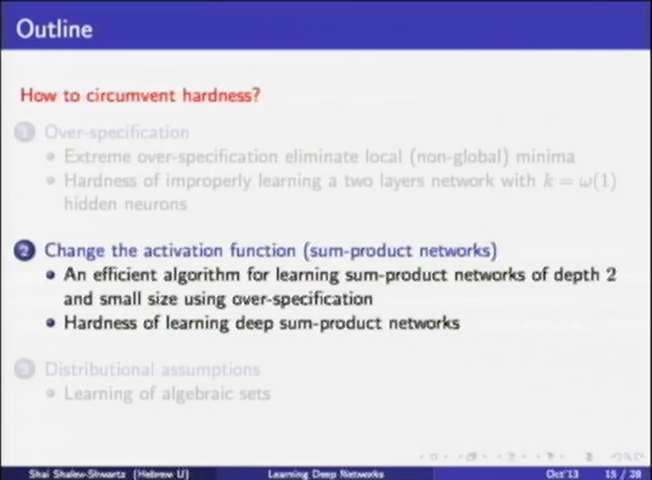 Outline
How to circumvent hardness?
1 Over-specification
Extreme over-specification eliminate local (non-global) minima
Hardness of improperly learning a two layers network with k = ω(1)
hidden neurons
2 Change the activation function (sum-product networks)
An efficient algorithm for learning sum-product networks of depth 2
and small size using over-specification
Hardness of learning deep sum-product networks
3 Distributional assumptions
Learning of algebraic sets
Shai Shalev-Shwartz (Hebrew U) Learning Deep Networks Oct'13 15 / 28